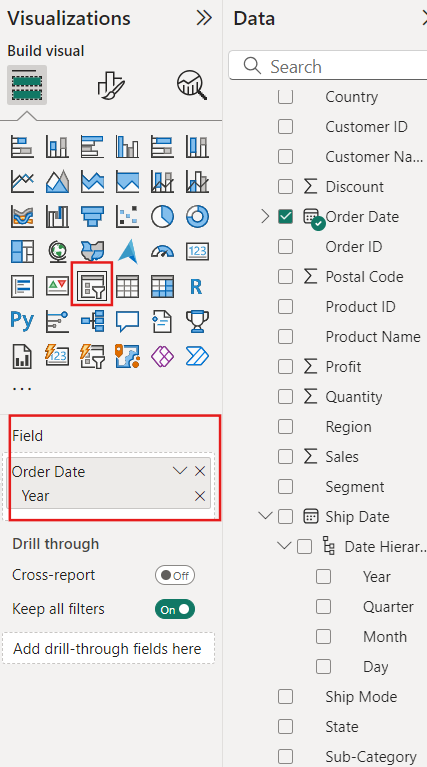 Visualizations
Build visual
123
R
Py
123
...
Field
Order Date
Year
Drill through
Cross-report
Off
Keep all filters
On
Add drill-through fields here
Data
Search
Country
Customer ID
Customer Na...
Discount
Order Date
Order ID
Postal Code
Product ID
Product Name
Profit
Quantity
Region
Sales
Segment
Ship Date
Date Hierar...
Year
Quarter
Month
Day
Ship Mode
State
Sub-Category